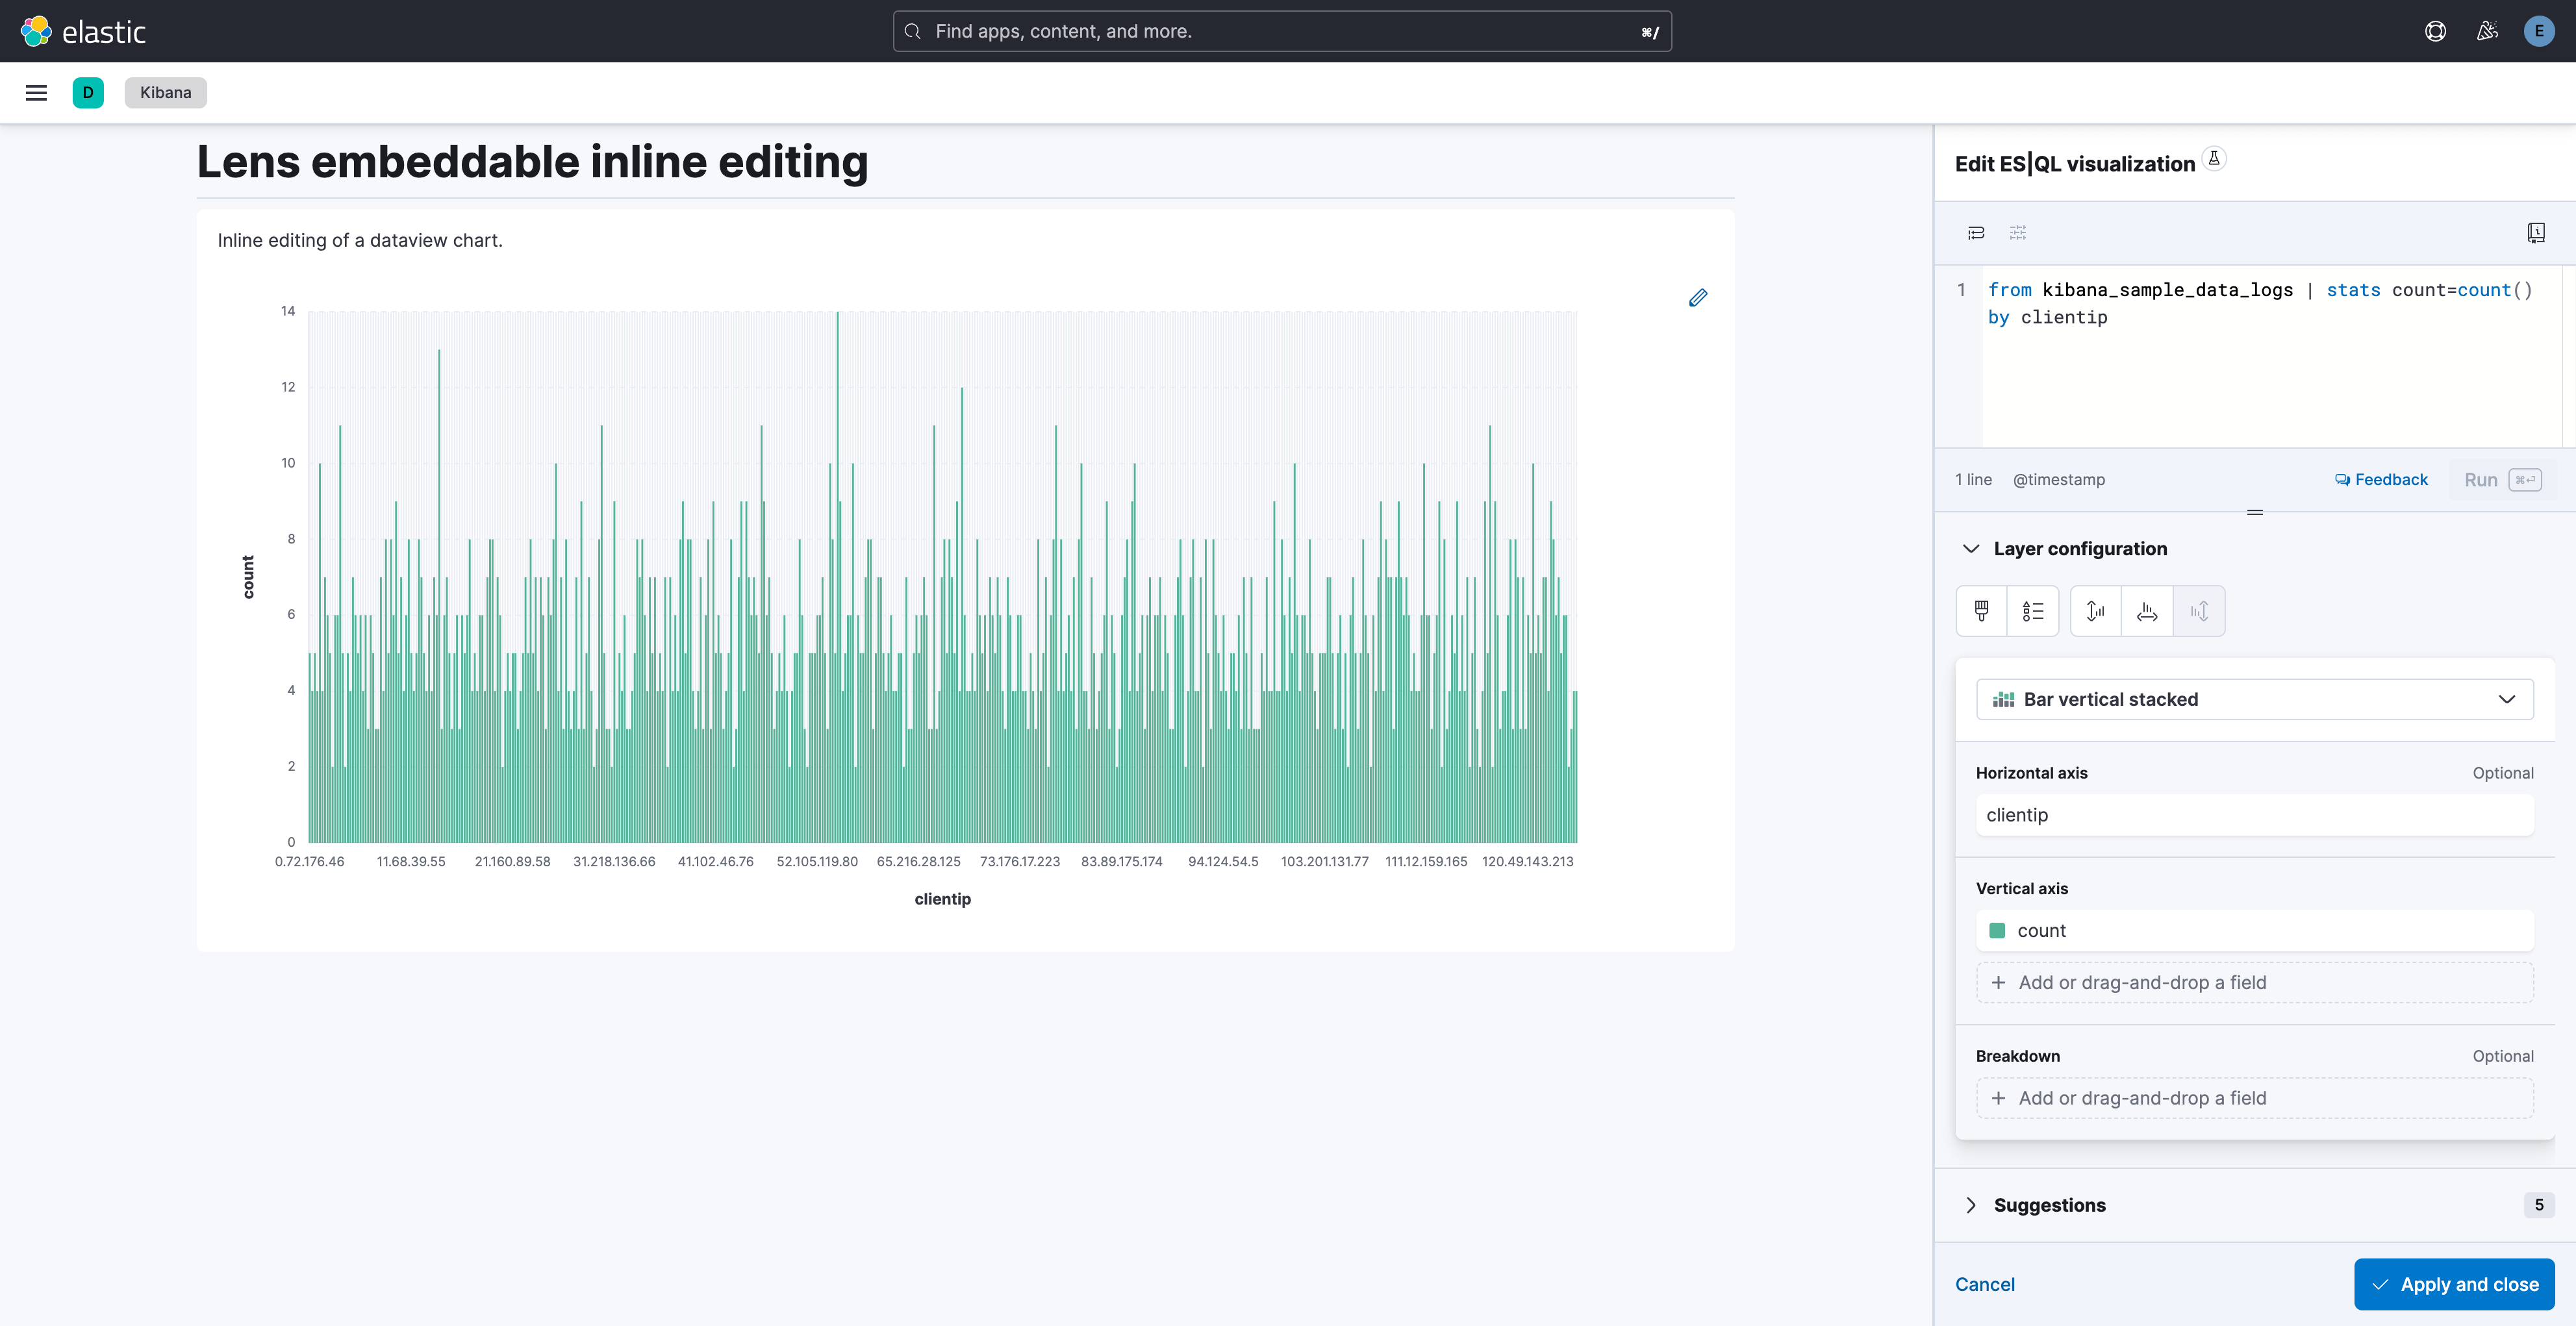 elastic
Find apps, content, and more.
⌘/
E
D
Kibana
Lens embeddable inline editing
Inline editing of a dataview chart.
14
12
10
8
6
4
2
0
count
0.72.176.46 11.68.39.55 21.160.89.58 31.218.136.66 41.102.46.76 52.105.119.80 65.216.28.125 73.176.17.223 83.89.175.174 94.124.54.5 103.201.131.77 111.12.159.165 120.49.143.213
clientip
Edit ES|QL visualization
1 from kibana_sample_data_logs | stats count=count()
by clientip
1 line @timestamp Feedback Run ⌘⏎
Layer configuration
Bar vertical stacked
Horizontal axis Optional
clientip
Vertical axis
count
Add or drag-and-drop a field
Breakdown Optional
Add or drag-and-drop a field
Suggestions 5
Cancel Apply and close